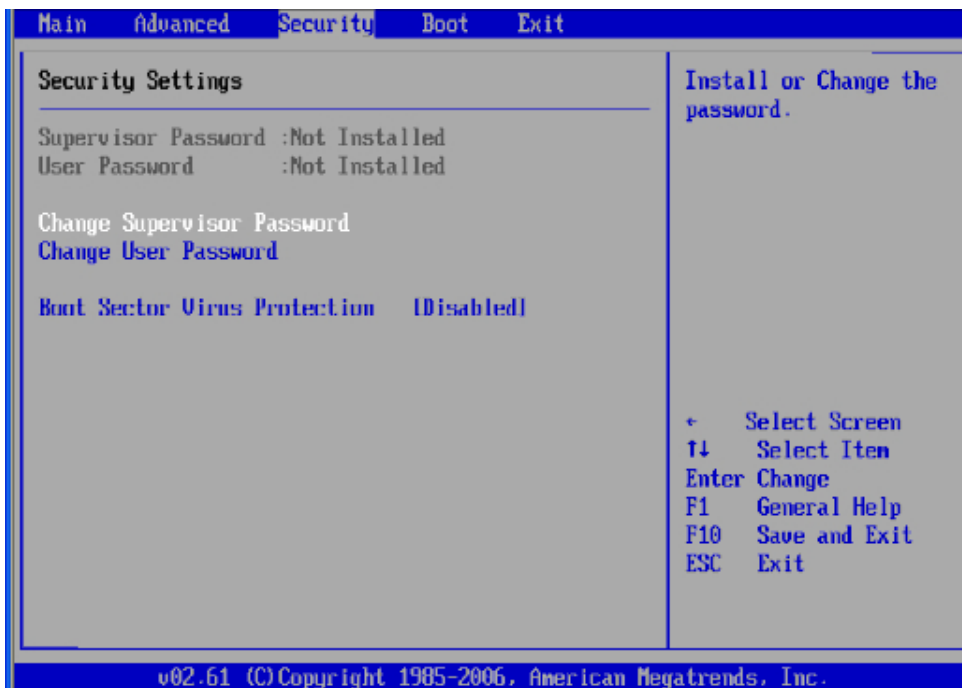 Main Advanced Security Boot Exit
Security Settings
Supervisor Password :Not Installed
User Password :Not Installed
Change Supervisor Password
Change User Password
Boot Sector Virus Protection [Disabled]
Install or Change the
password.
← Select Screen
↑↓ Select Item
Enter Change
F1 General Help
F10 Save and Exit
ESC Exit
v02.61 (C)Copyright 1985-2006, American Megatrends, Inc.